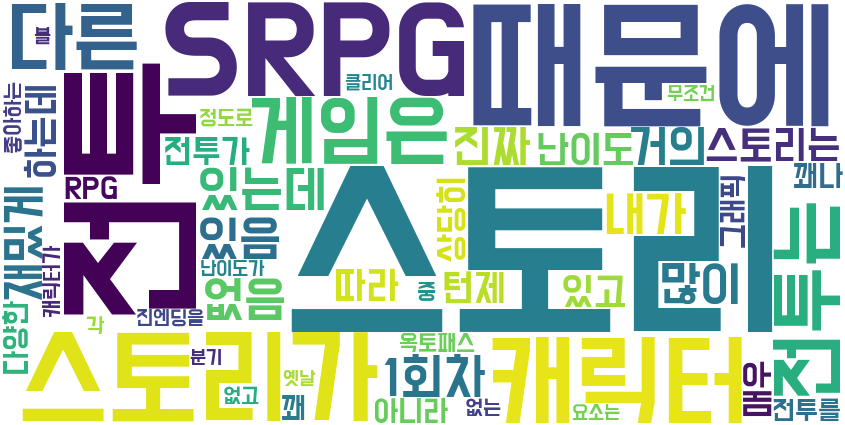 다른
SRPG
때문에
블
클리어
무조건
좋아하는
하는데
전투
정도로
게임은
전투가
진짜
난이도
거의
스토리는
꽤나
RPG
있는데
스토리
상당히
내가
그래픽
재밌게
있음
전투는
캐릭터가
난이도가
없음
따라
중
턴제
있고
많이
다양한
각
진엔딩을
스토리가
분기
옥토패스
1회차
캐릭터
매우
옛날
없고
꽤
아니라
없는
요소는
전투를